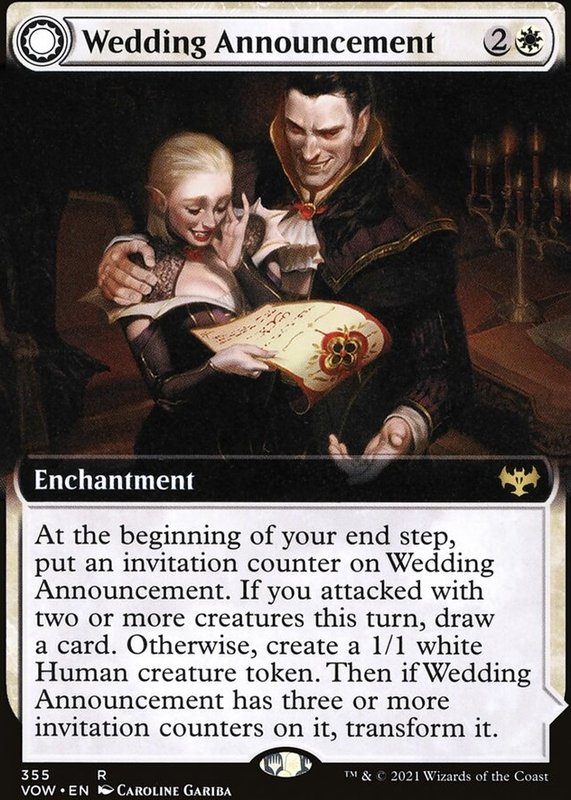 Wedding Announcement 2
Enchantment
At the beginning of your end step,
put an invitation counter on Wedding
Announcement. If you attacked with
two or more creatures this turn, draw
a card. Otherwise, create a 1/1 white
Human creature token. Then if Wedding
Announcement has three or more
invitation counters on it, transform it.
355 R
VOW • EN CAROLINE GARIBA
™ & © 2021 Wizards of the Coast